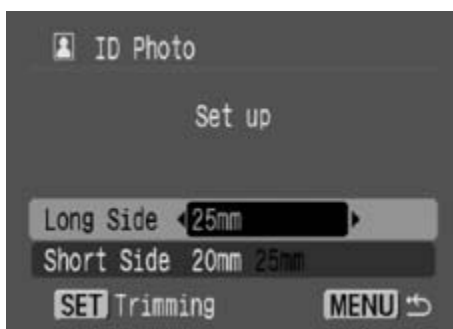 ID Photo
Set up
Long Side 25mm
Short Side 20mm 25mm
SET Trimming MENU